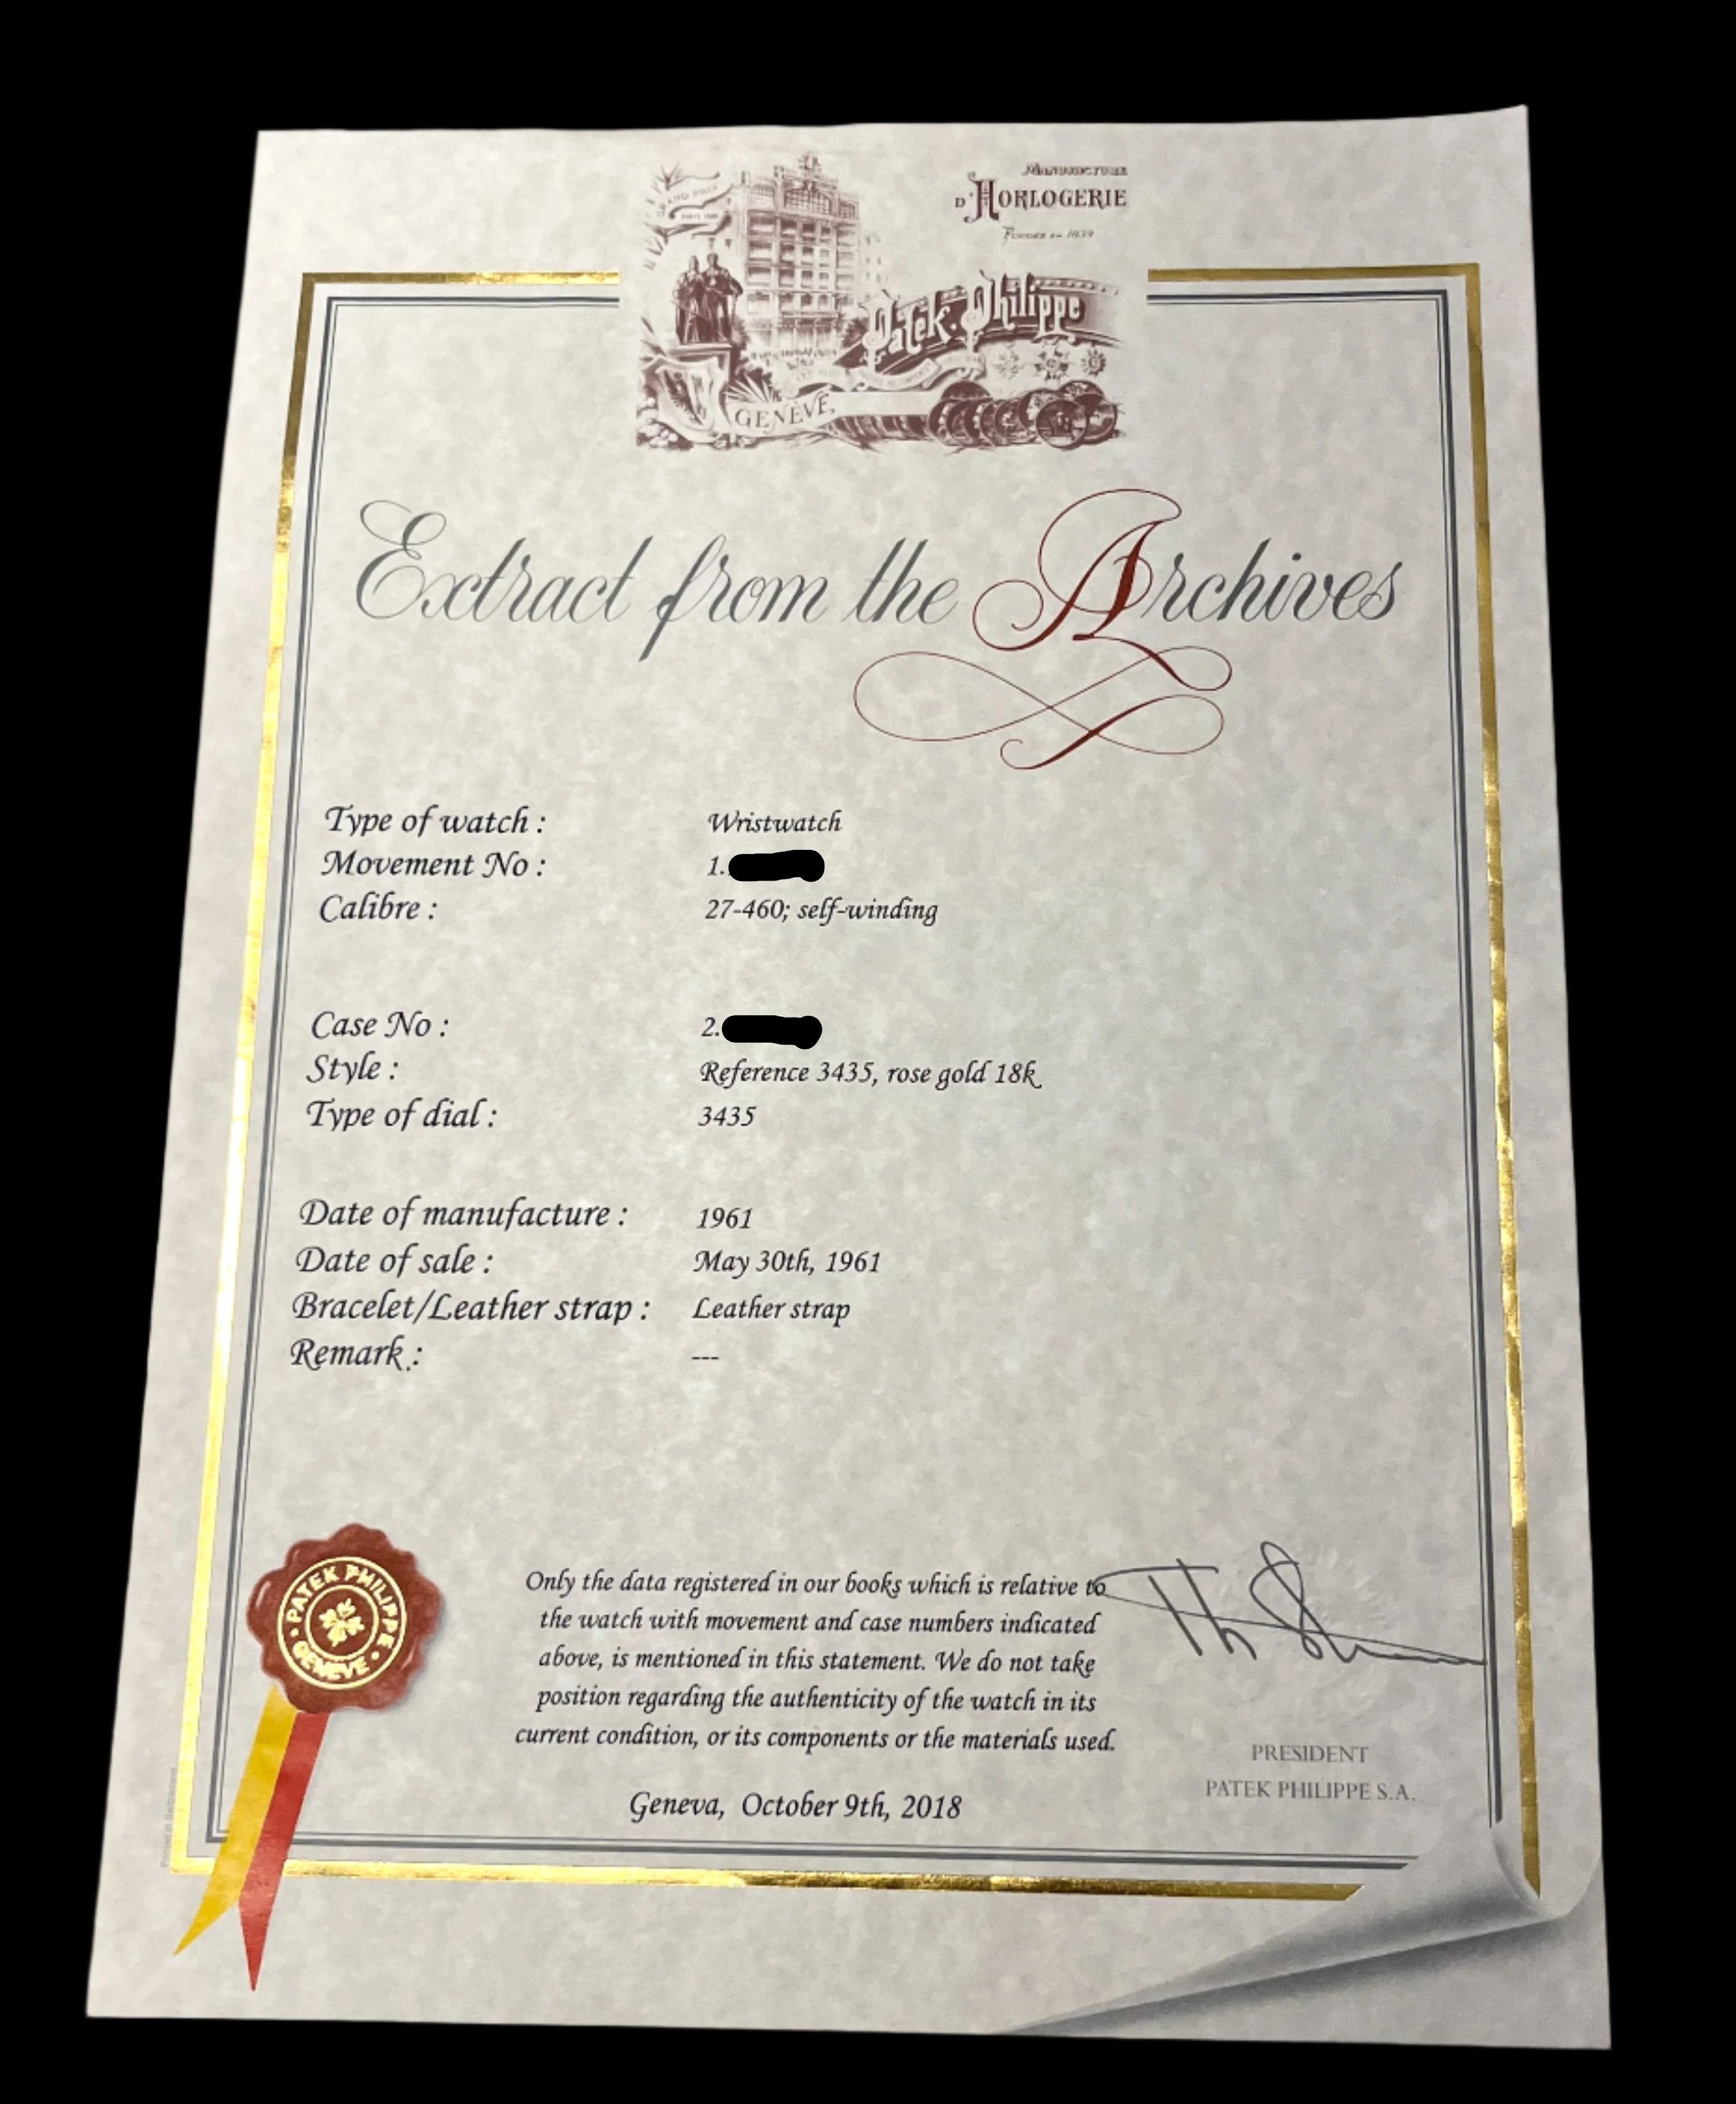 MANUFACTURE
D'HORLOGERIE
GRAND PRIX
Patek Philippe
GENÈVE
Extract from the Archives
Type of watch : Wristwatch
Movement No : 1.
Calibre : 27-460; self-winding
Case No : 2.
Style : Reference 3435, rose gold 18k
Type of dial : 3435
Date of manufacture : 1961
Date of sale : May 30th, 1961
Bracelet/Leather strap : Leather strap
Remark : ---
PATEK PHILIPPE
GENEVE
Only the data registered in our books which is relative to
the watch with movement and case numbers indicated
above, is mentioned in this statement. We do not take
position regarding the authenticity of the watch in its
current condition, or its components or the materials used.
Geneva, October 9th, 2018
PRESIDENT
PATEK PHILIPPE S.A.